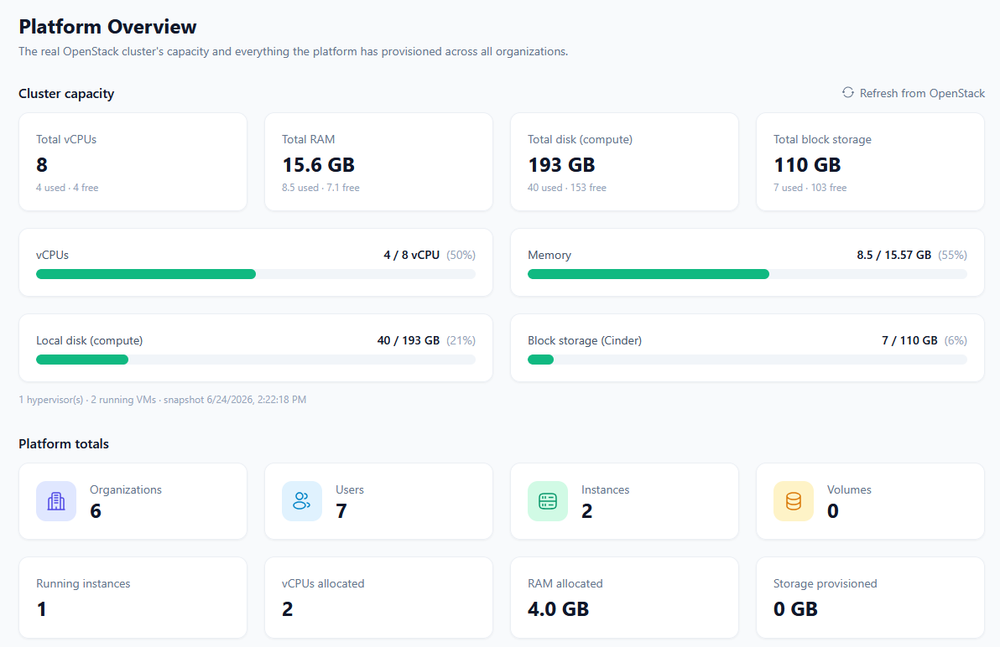 Platform Overview
The real OpenStack cluster's capacity and everything the platform has provisioned across all organizations.
Cluster capacity
Refresh from OpenStack
Total vCPUs
8
4 used · 4 free
Total RAM
15.6 GB
8.5 used · 7.1 free
Total disk (compute)
193 GB
40 used · 153 free
Total block storage
110 GB
7 used · 103 free
vCPUs
4 / 8 vCPU (50%)
Memory
8.5 / 15.57 GB (55%)
Local disk (compute)
40 / 193 GB (21%)
Block storage (Cinder)
7 / 110 GB (6%)
1 hypervisor(s) · 2 running VMs · snapshot 6/24/2026, 2:22:18 PM
Platform totals
Organizations
6
Users
7
Instances
2
Volumes
0
Running instances
1
vCPUs allocated
2
RAM allocated
4.0 GB
Storage provisioned
0 GB